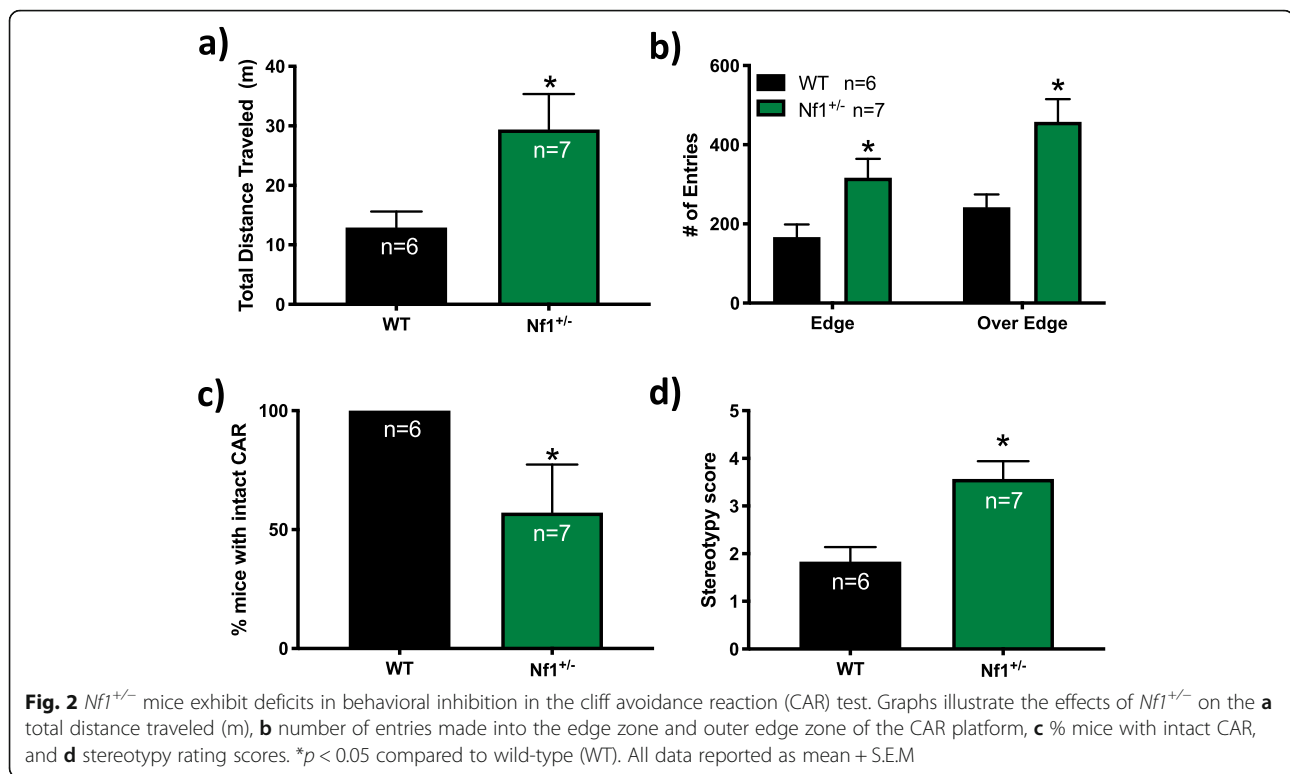 a)
Total Distance Traveled (m)
40
30
20
10
0
n=6
*
n=7
WT
Nf1+/-
b)
# of Entries
600
400
200
0
WT n=6
Nf1+/- n=7
*
*
Edge
Over Edge
c)
% mice with intact CAR
100
50
0
n=6
*
n=7
WT
Nf1+/-
d)
Stereotypy score
5
4
3
2
1
0
n=6
*
n=7
WT
Nf1+/-
Fig. 2 Nf1+/− mice exhibit deficits in behavioral inhibition in the cliff avoidance reaction (CAR) test. Graphs illustrate the effects of Nf1+/− on the a
total distance traveled (m), b number of entries made into the edge zone and outer edge zone of the CAR platform, c % mice with intact CAR,
and d stereotypy rating scores. *p < 0.05 compared to wild-type (WT). All data reported as mean + S.E.M